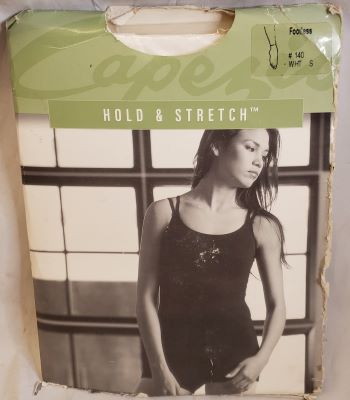 Capezio
Footless
# 140
WHT S
HOLD & STRETCH™